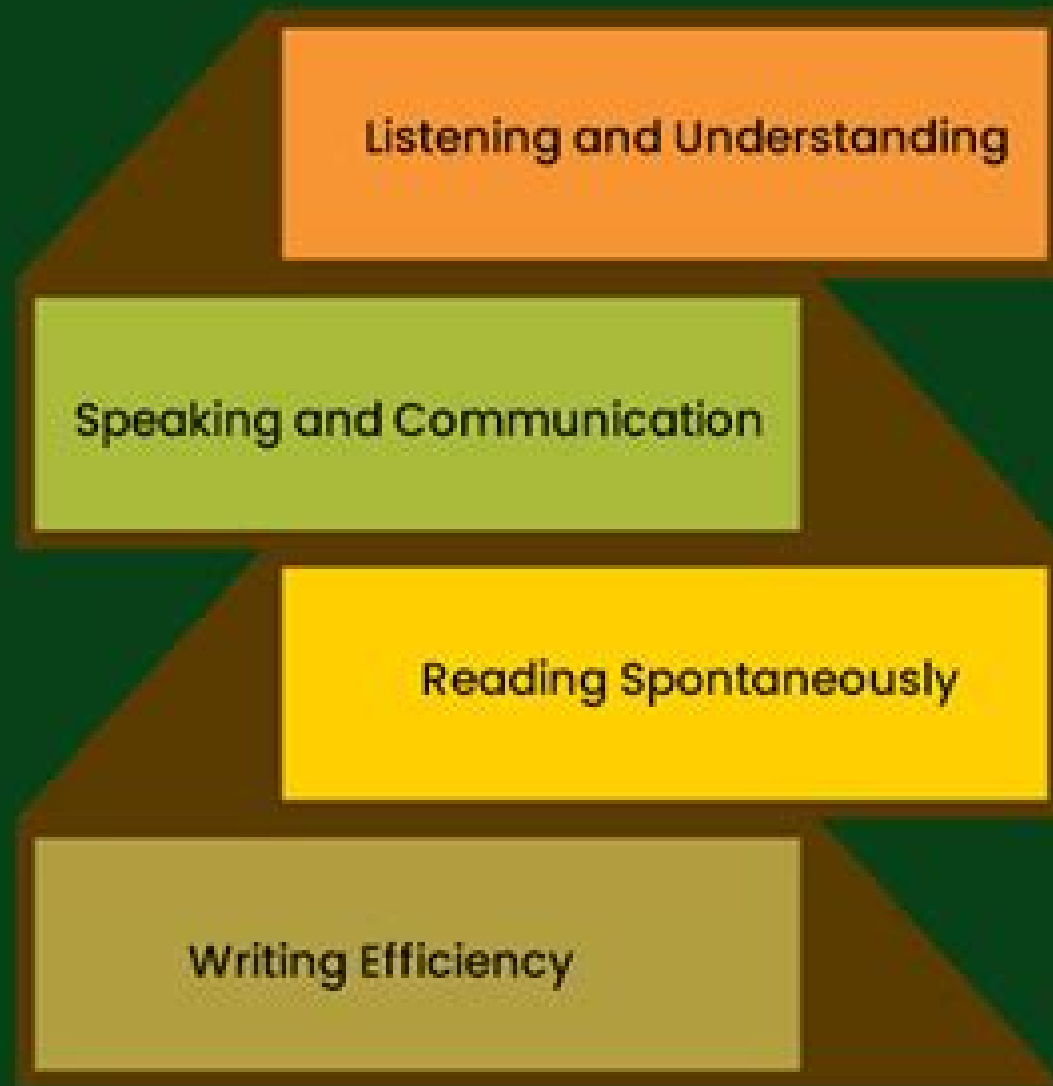 Listening and Understanding
Speaking and Communication
Reading Spontaneously
Writing Efficiency